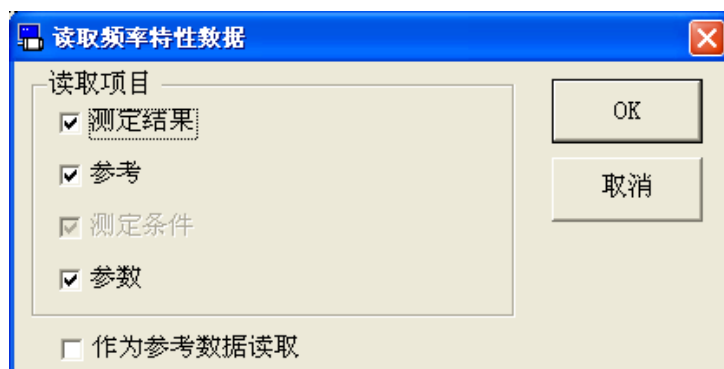 读取频率特性数据
读取项目
测定结果
OK
参考
取消
测定条件
参数
作为参考数据读取